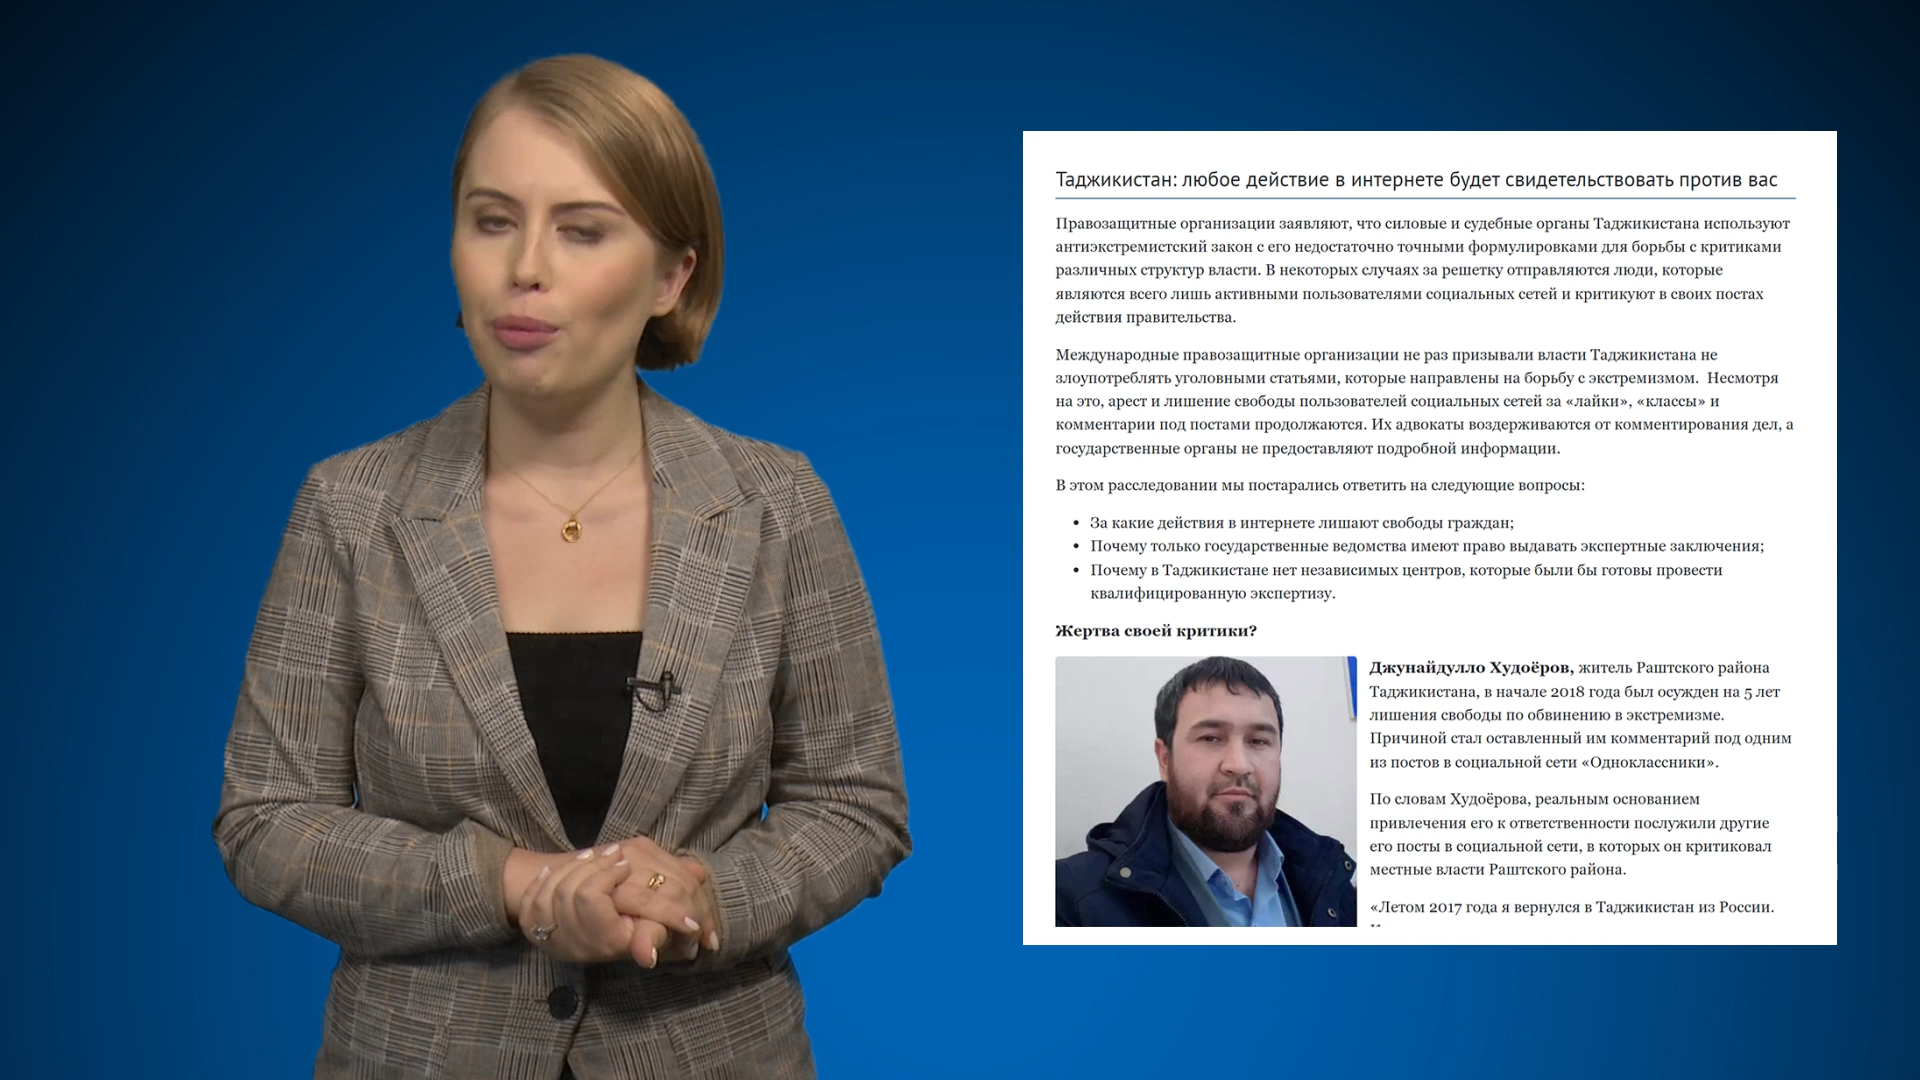 Таджикистан: любое действие в интернете будет свидетельствовать против вас
Правозащитные организации заявляют, что силовые и судебные органы Таджикистана используют
антиэкстремистский закон с его недостаточно точными формулировками для борьбы с критиками
различных структур власти. В некоторых случаях за решетку отправляются люди, которые
являются всего лишь активными пользователями социальных сетей и критикуют в своих постах
действия правительства.
Международные правозащитные организации не раз призывали власти Таджикистана не
злоупотреблять уголовными статьями, которые направлены на борьбу с экстремизмом. Несмотря
на это, арест и лишение свободы пользователей социальных сетей за «лайки», «классы» и
комментарии под постами продолжаются. Их адвокаты воздерживаются от комментирования дел, а
государственные органы не предоставляют подробной информации.
В этом расследовании мы постарались ответить на следующие вопросы:
• За какие действия в интернете лишают свободы граждан;
• Почему только государственные ведомства имеют право выдавать экспертные заключения;
• Почему в Таджикистане нет независимых центров, которые были бы готовы провести
квалифицированную экспертизу.
Жертва своей критики?
Джунайдулло Худоёров, житель Раштского района
Таджикистана, в начале 2018 года был осужден на 5 лет
лишения свободы по обвинению в экстремизме.
Причиной стал оставленный им комментарий под одним
из постов в социальной сети «Одноклассники».
По словам Худоёрова, реальным основанием
привлечения его к ответственности послужили другие
его посты в социальной сети, в которых он критиковал
местные власти Раштского района.
«Летом 2017 года я вернулся в Таджикистан из России.